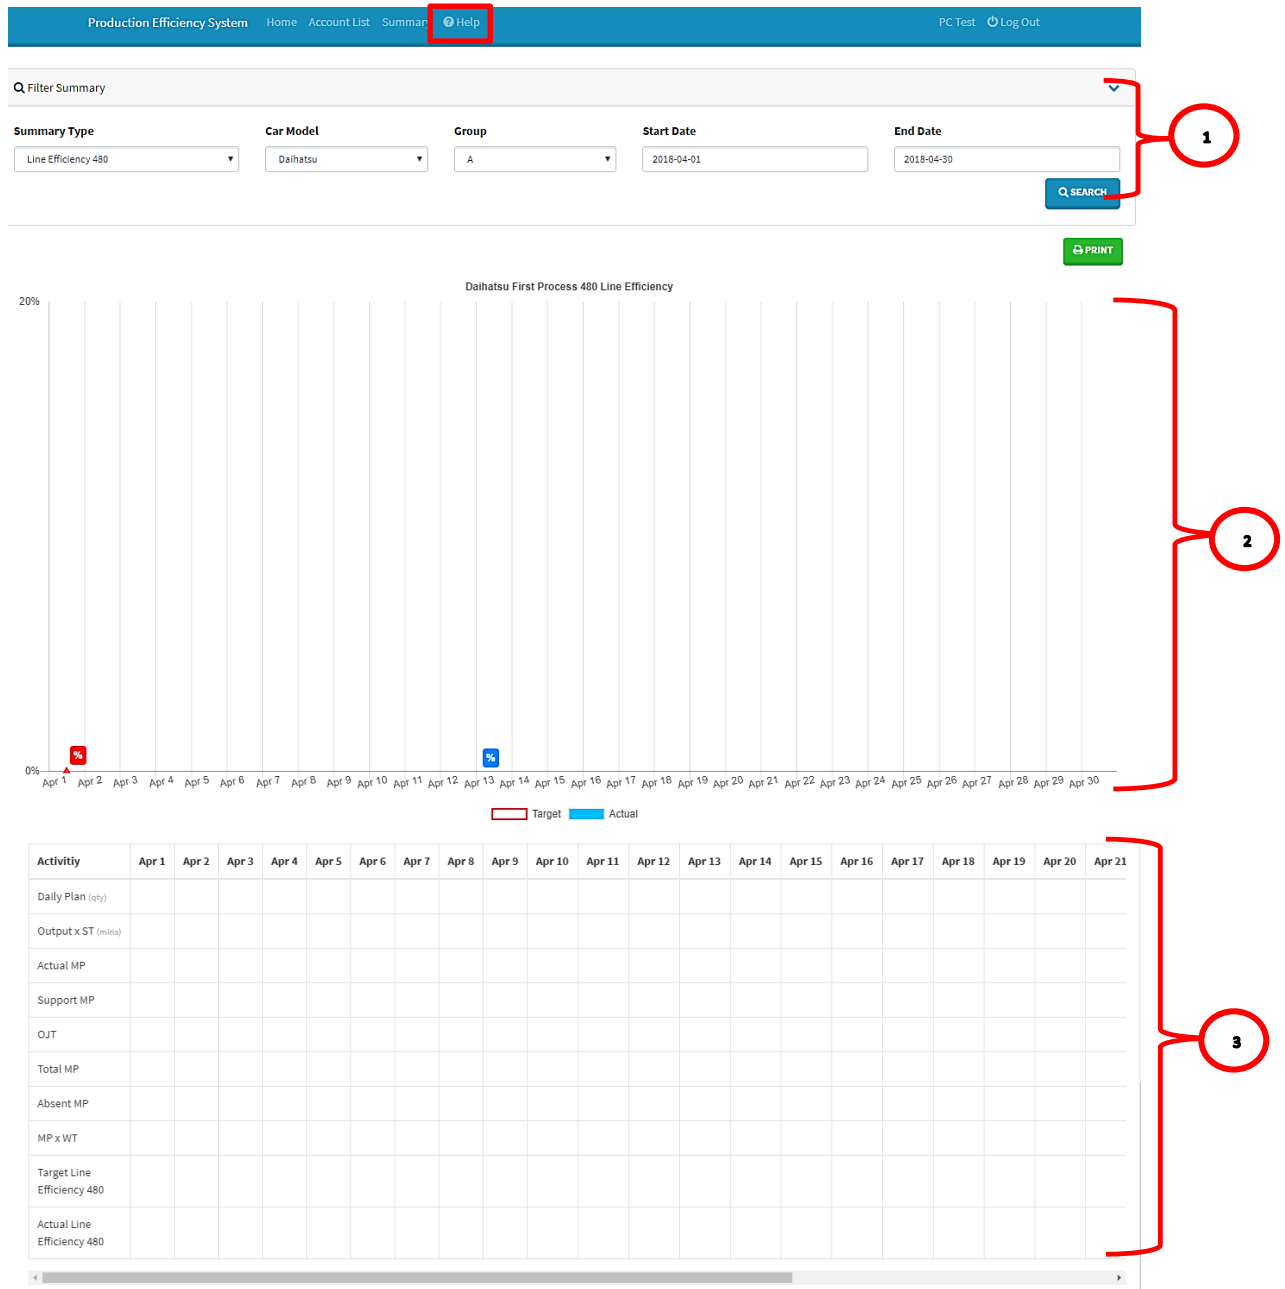 Production Efficiency System Home Account List Summary Help PC Test Log Out
Filter Summary
1
Summary Type Car Model Group Start Date End Date
Line Efficiency 480 Daihatsu A 2018-04-01 2018-04-30
SEARCH
PRINT
Daihatsu First Process 480 Line Efficiency
20%
2
% %
0%
Apr 1 Apr 2 Apr 3 Apr 4 Apr 5 Apr 6 Apr 7 Apr 8 Apr 9 Apr 10 Apr 11 Apr 12 Apr 13 Apr 14 Apr 15 Apr 16 Apr 17 Apr 18 Apr 19 Apr 20 Apr 21 Apr 22 Apr 23 Apr 24 Apr 25 Apr 26 Apr 27 Apr 28 Apr 29 Apr 30
Target Actual
Activitiy Apr 1 Apr 2 Apr 3 Apr 4 Apr 5 Apr 6 Apr 7 Apr 8 Apr 9 Apr 10 Apr 11 Apr 12 Apr 13 Apr 14 Apr 15 Apr 16 Apr 17 Apr 18 Apr 19 Apr 20 Apr 21
Daily Plan (qty)
Output x ST (mins)
Actual MP
Support MP
OJT
3
Total MP
Absent MP
MP x WT
Target Line
Efficiency 480
Actual Line
Efficiency 480